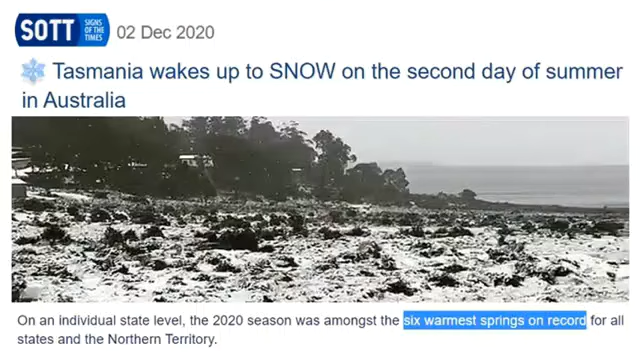 SOTT SIGNS OF THE TIMES 02 Dec 2020
Tasmania wakes up to SNOW on the second day of summer
in Australia
On an individual state level, the 2020 season was amongst the six warmest springs on record for all
states and the Northern Territory.